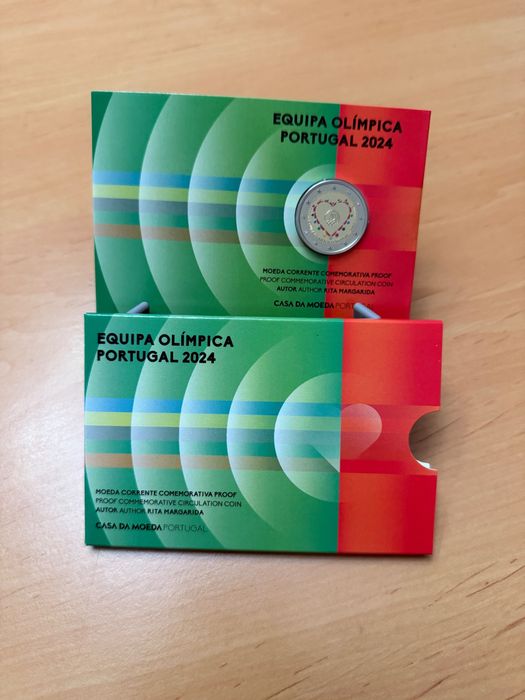 EQUIPA OLÍMPICA
PORTUGAL 2024
MOEDA CORRENTE COMEMORATIVA PROOF
PROOF COMMEMORATIVE CIRCULATION COIN
AUTOR AUTHOR RITA MARGARIDA
CASA DA MOEDA PORTUGAL
EQUIPA OLÍMPICA
PORTUGAL 2024
MOEDA CORRENTE COMEMORATIVA PROOF
PROOF COMMEMORATIVE CIRCULATION COIN
AUTOR AUTHOR RITA MARGARIDA
CASA DA MOEDA PORTUGAL